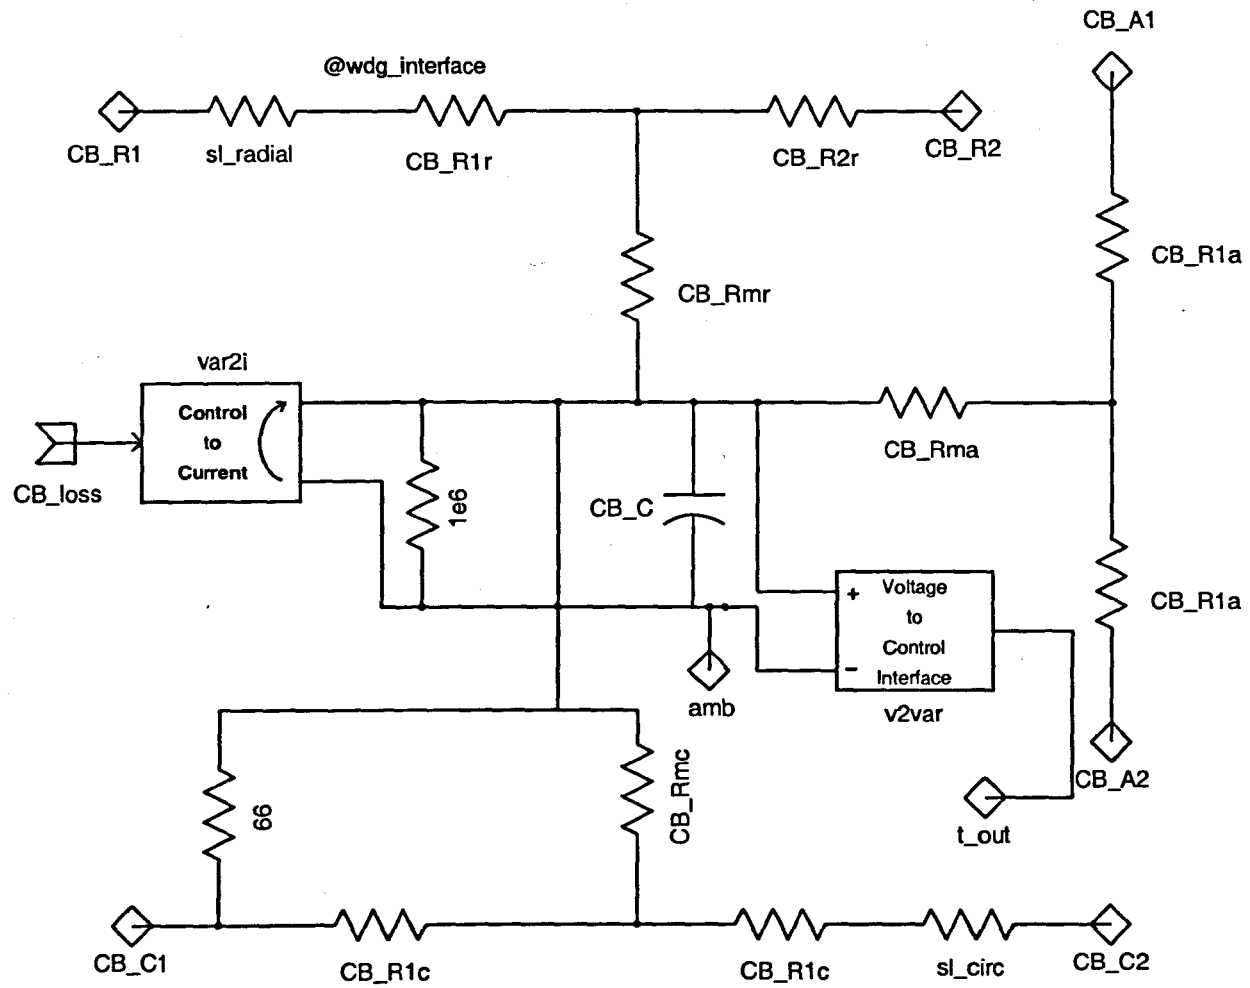 CB_A1
@wdg_interface
CB_R1
sl_radial
CB_R1r
CB_R2r
CB_R2
CB_R1a
CB_Rmr
var2i
Control
to
Current
CB_loss
1e6
CB_C
CB_Rma
+
Voltage
to
Control
−
Interface
v2var
CB_R1a
amb
CB_A2
t_out
66
CB_Rmc
CB_C1
CB_R1c
CB_R1c
sl_circ
CB_C2